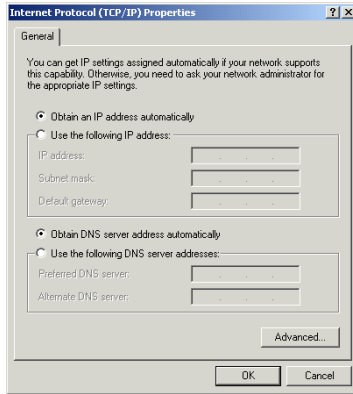 Internet Protocol (TCP/IP) Properties
General
You can get IP settings assigned automatically if your network supports
this capability. Otherwise, you need to ask your network administrator for
the appropriate IP settings.
Obtain an IP address automatically
Use the following IP address:
IP address:
Subnet mask:
Default gateway:
Obtain DNS server address automatically
Use the following DNS server addresses:
Preferred DNS server:
Alternate DNS server:
Advanced...
OK Cancel